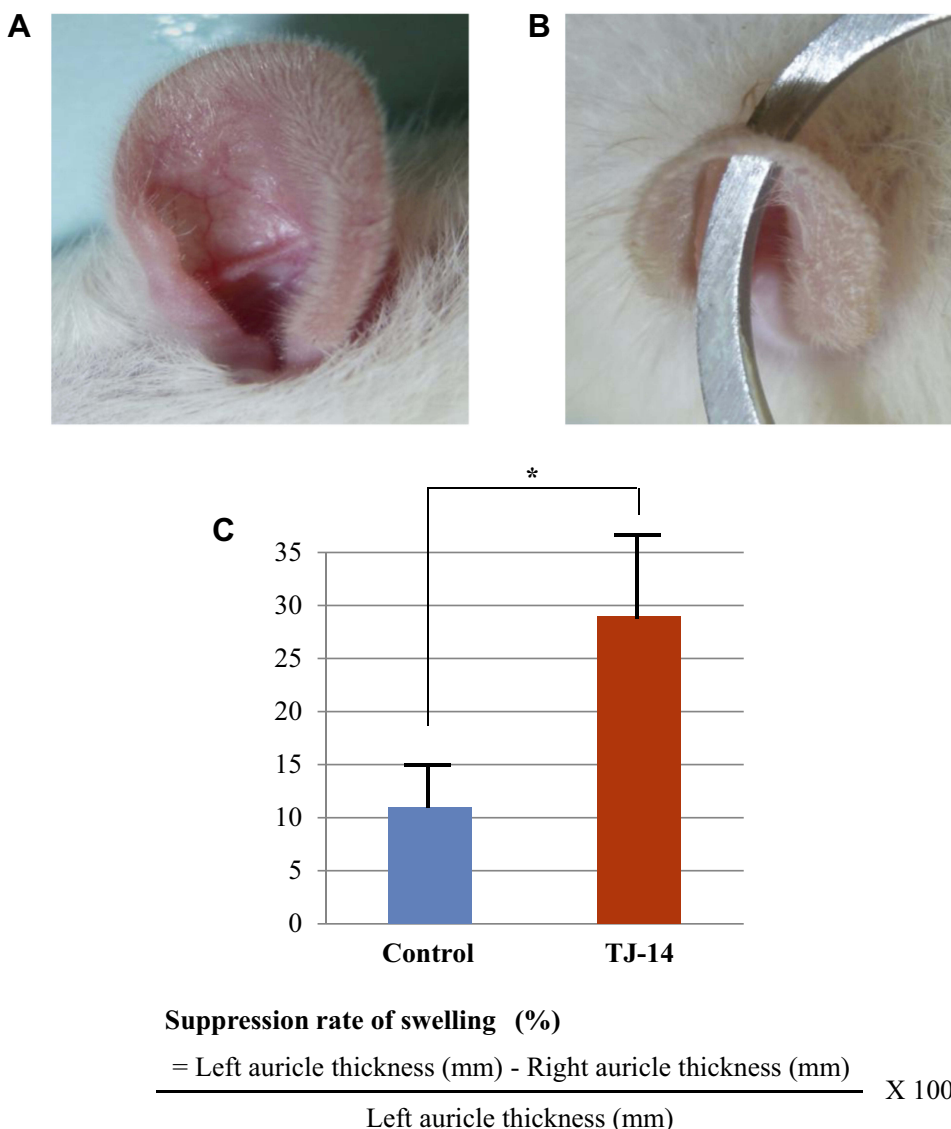 A
B
*
C
35
30
25
20
15
10
5
0
Control
TJ-14
Suppression rate of swelling (%)
= Left auricle thickness (mm) - Right auricle thickness (mm)
X 100
Left auricle thickness (mm)